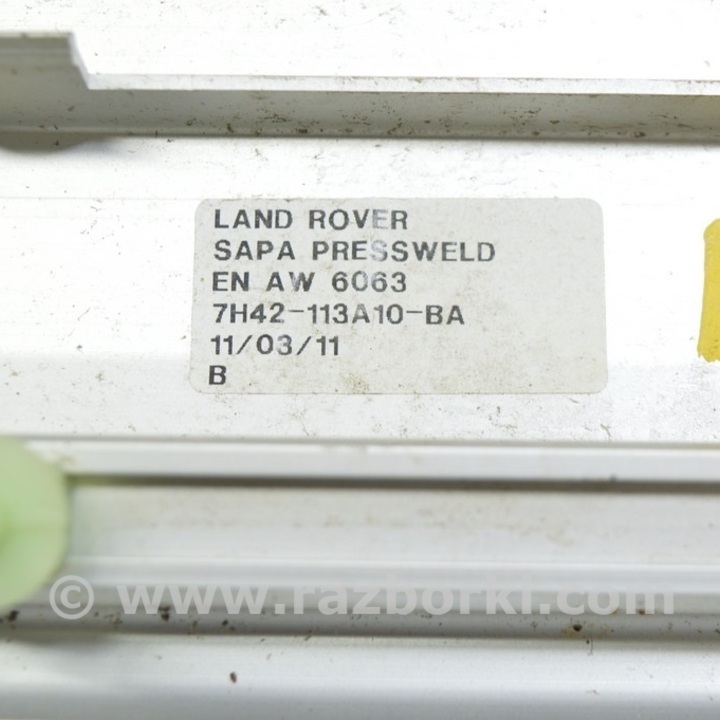 LAND ROVER
SAPA PRESSWELD
EN AW 6063
7H42-113A10-BA
11/03/11
B
© www.razborki.com